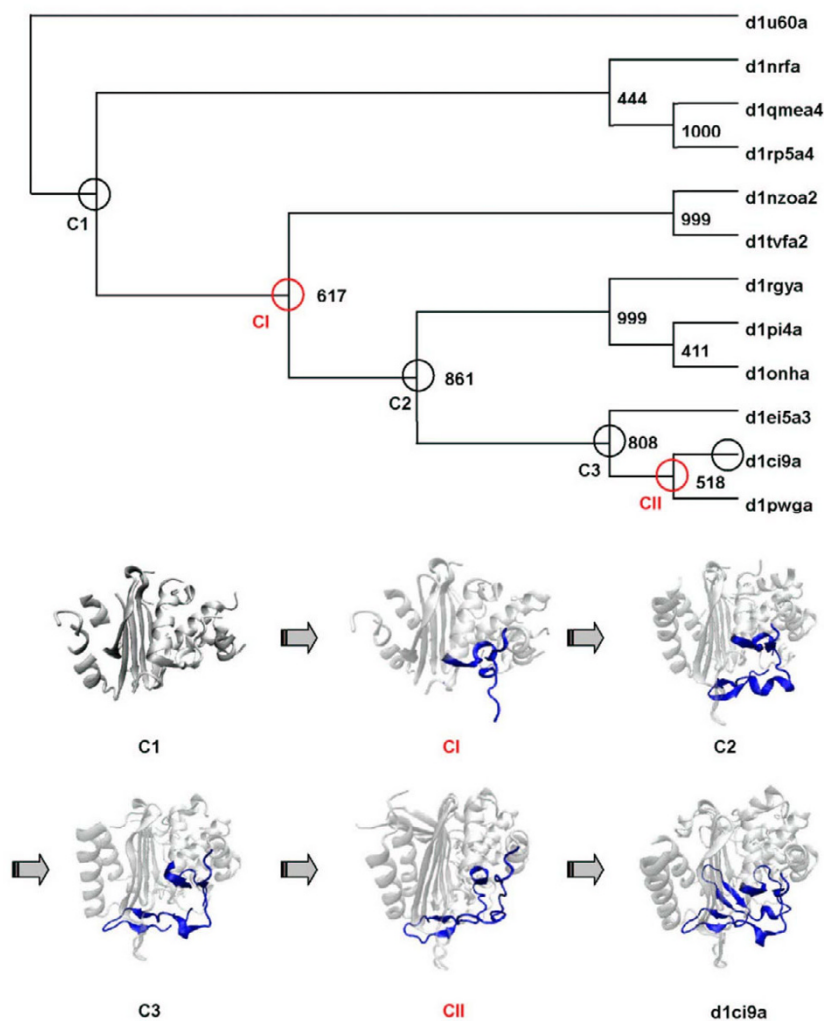 d1u60a
d1nrfa
444
d1qmea4
1000
d1rp5a4
d1nzoa2
C1
999
d1tvfa2
d1rgya
617
CI
999
d1pi4a
411
d1onha
861
C2
d1ei5a3
808
d1ci9a
C3
518
CII
d1pwga
C1 CI C2
C3 CII d1ci9a